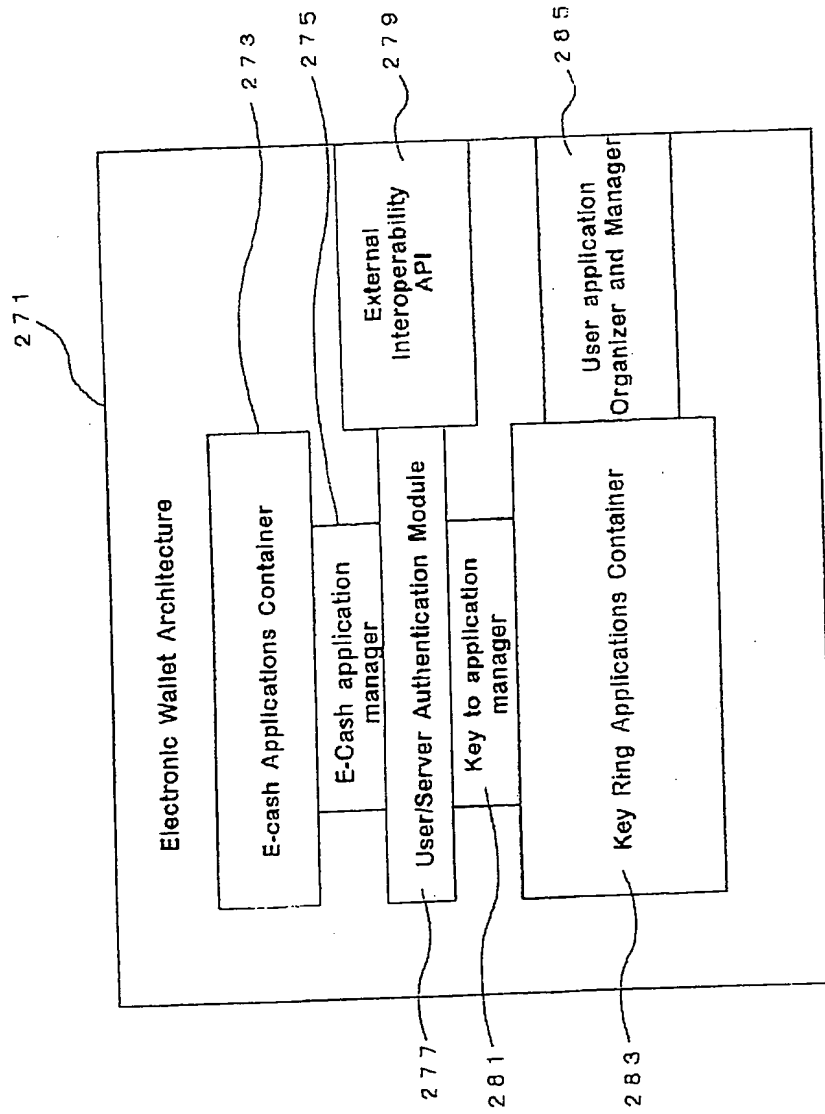 271
Electronic Wallet Architecture
273
E-cash Applications Container
275
E-Cash application
manager
279
External
Interoperability
API
277
User/Server Authentication Module
281
Key to application
manager
285
User application
Organizer and Manager
283
Key Ring Applications Container